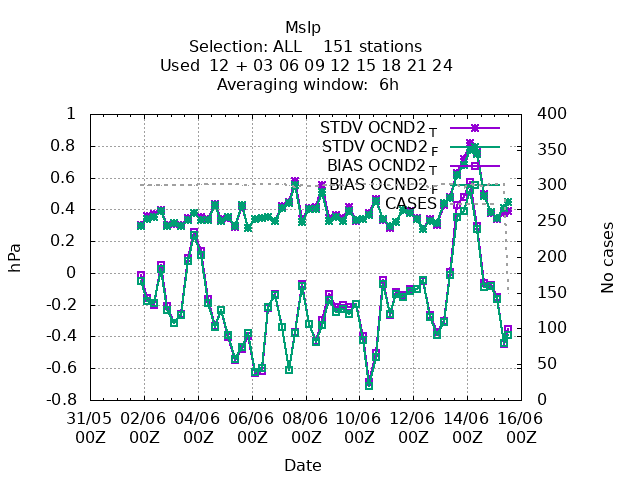 Mslp
Selection: ALL 151 stations
Used 12 + 03 06 09 12 15 18 21 24
Averaging window: 6h
STDV OCND2 T
STDV OCND2 F
BIAS OCND2 T
BIAS OCND2 F
CASES
1
0.8
0.6
0.4
0.2
0
-0.2
-0.4
-0.6
-0.8
hPa
400
350
300
250
200
150
100
50
0
No cases
31/05 02/06 04/06 06/06 08/06 10/06 12/06 14/06 16/06
00Z 00Z 00Z 00Z 00Z 00Z 00Z 00Z 00Z
Date